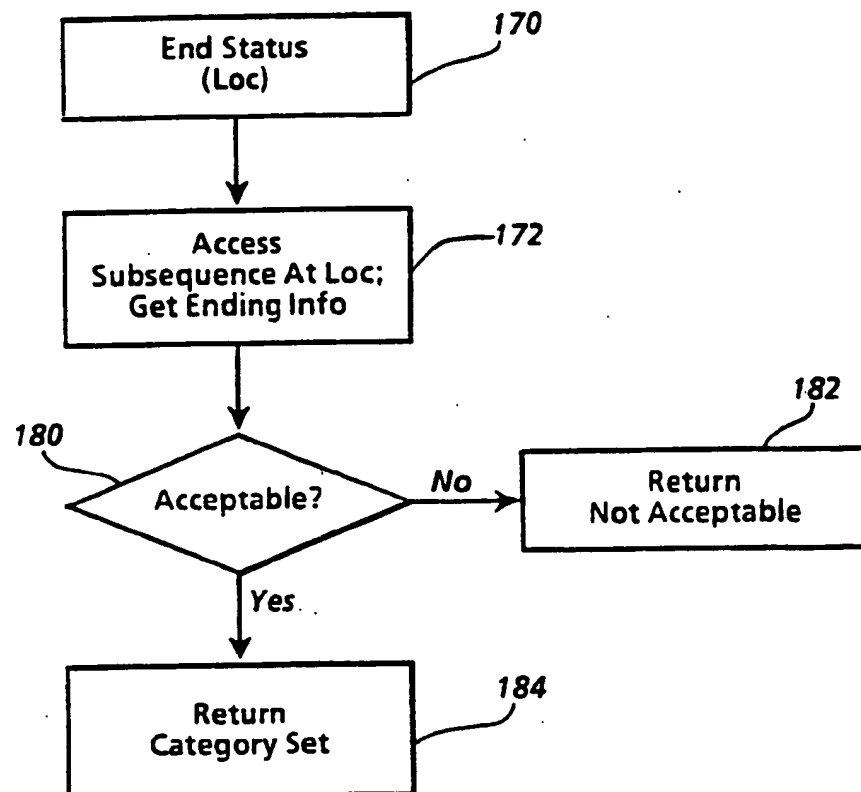 170
End Status
(Loc)
172
Access
Subsequence At Loc;
Get Ending Info
182
180
Acceptable?
No
Return
Not Acceptable
Yes
184
Return
Category Set